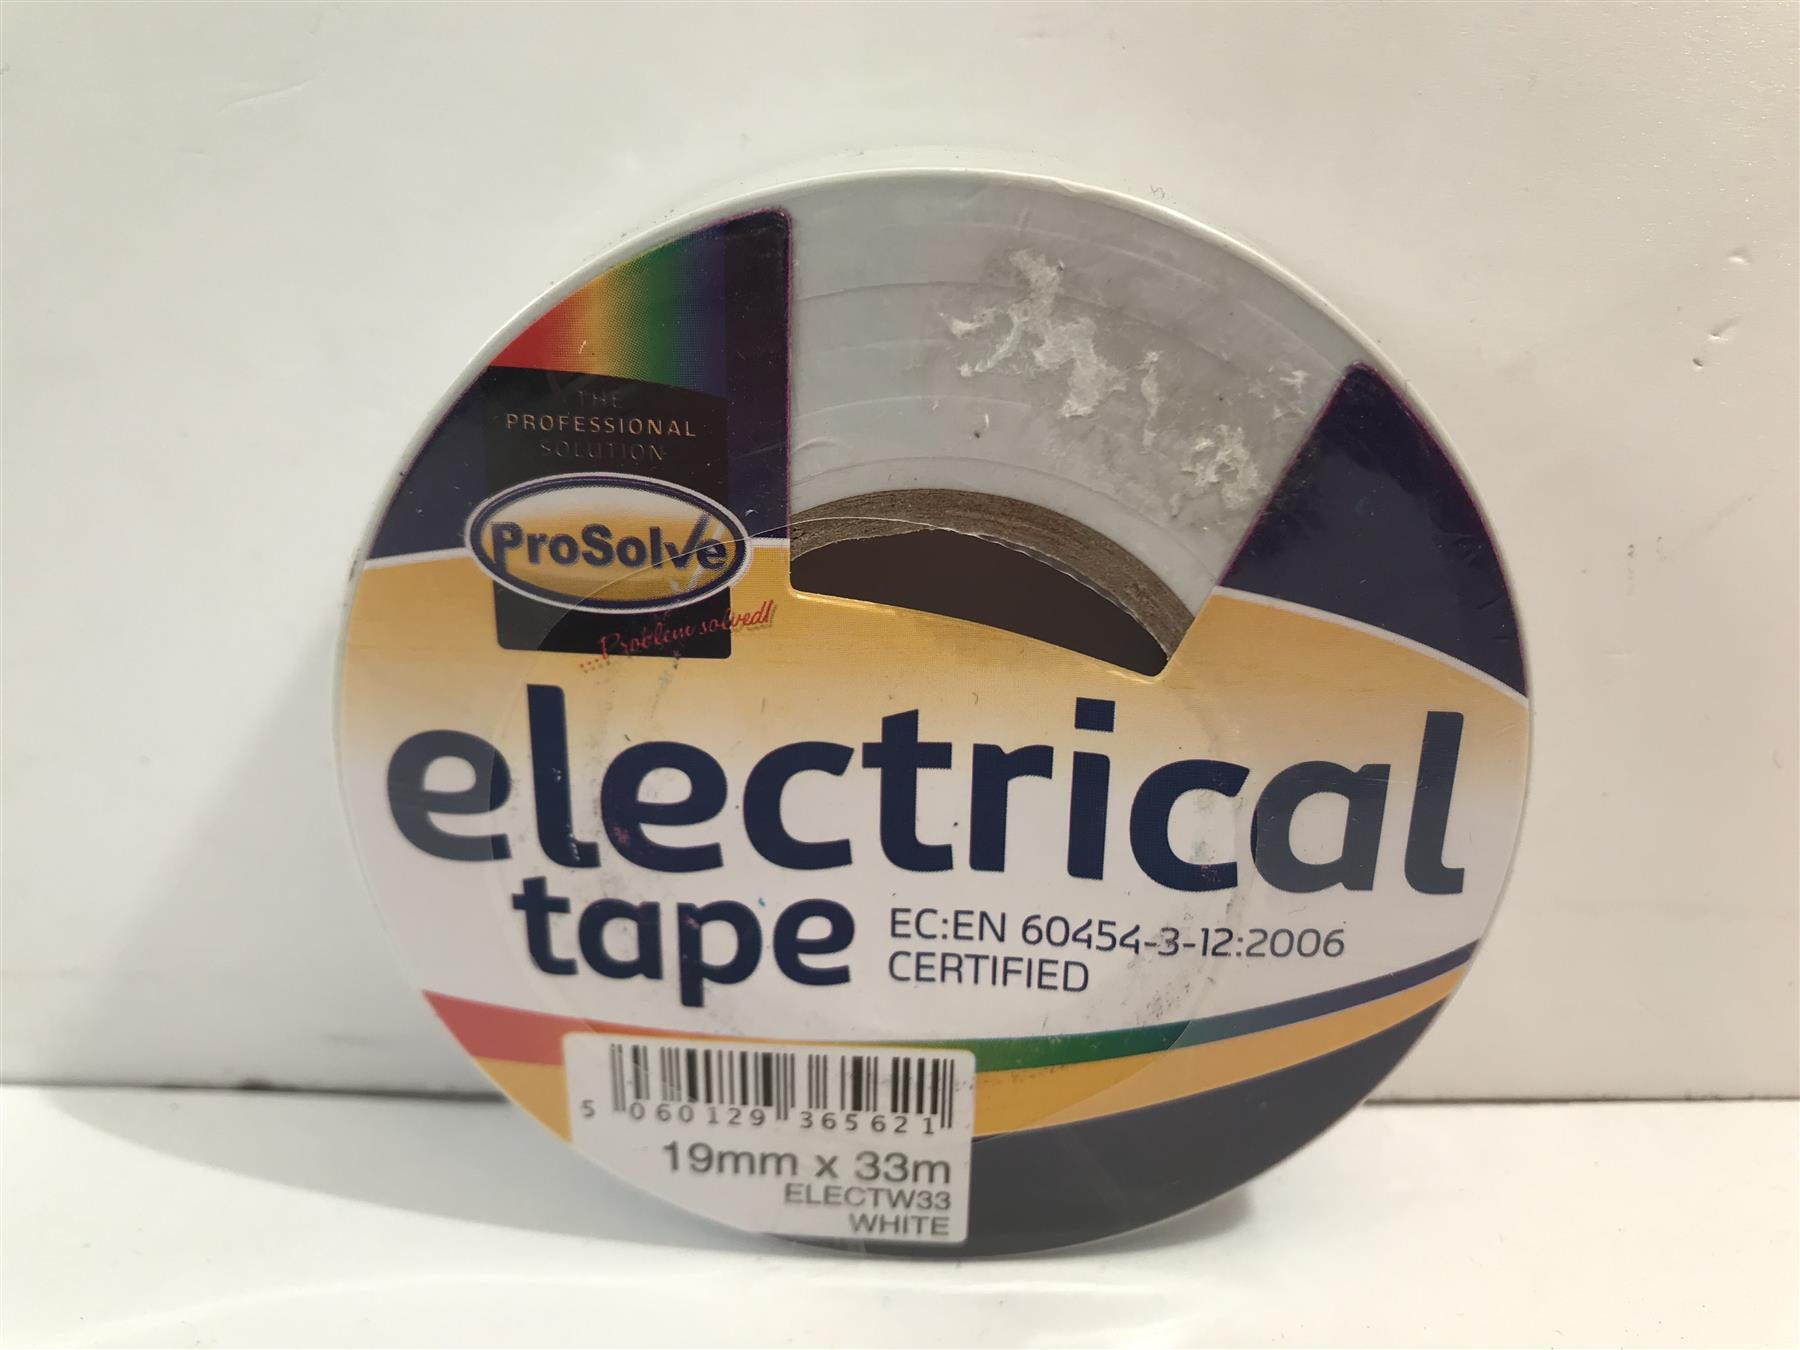 THE
PROFESSIONAL
SOLUTION
ProSolve
...Problem solved!
electrical
tape
EC:EN 60454-3-12:2006
CERTIFIED
5 060129 365621
19mm x 33m
ELECTW33
WHITE